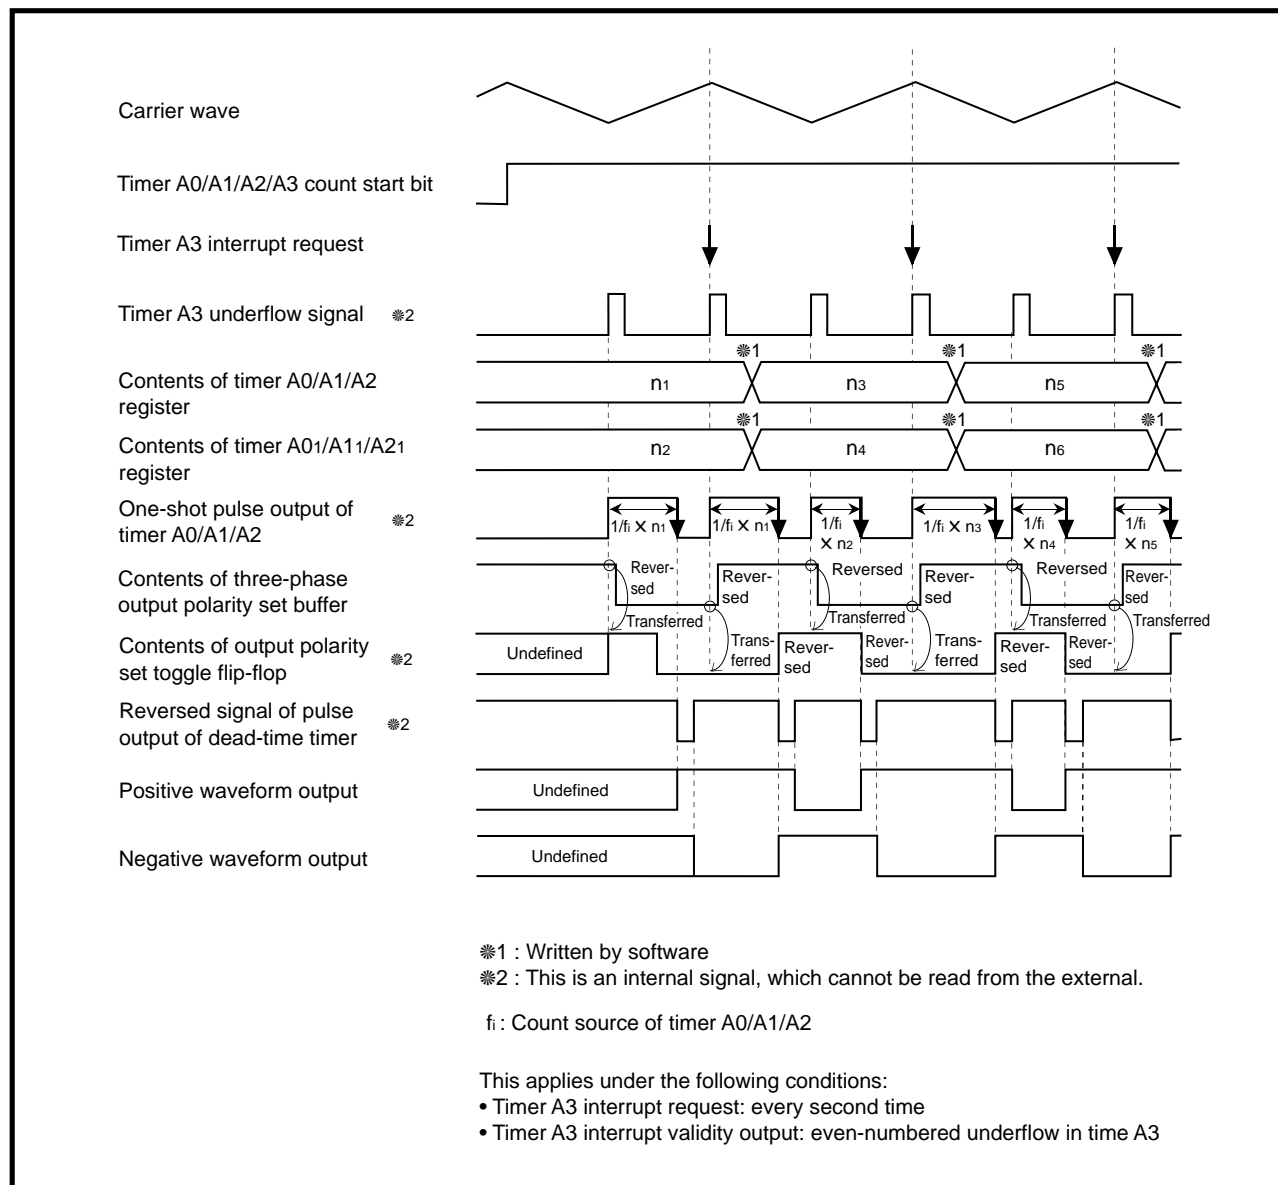 Carrier wave
Timer A0/A1/A2/A3 count start bit
Timer A3 interrupt request
Timer A3 underflow signal ❊2
❊1 ❊1 ❊1
Contents of timer A0/A1/A2
register
n1 n3 n5
❊1 ❊1 ❊1
Contents of timer A01/A11/A21
register
n2 n4 n6
One-shot pulse output of
timer A0/A1/A2
❊2
1/fi × n1
1/fi × n1
1/fi
× n2
1/fi × n3
1/fi
× n4
1/fi
× n5
Contents of three-phase
output polarity set buffer
Rever-
sed
Rever-
sed
Reversed
Rever-
sed
Reversed
Rever-
sed
Transferred
Transferred
Transferred
Transferred
Contents of output polarity
set toggle flip-flop
❊2
Undefined
Trans-
ferred
Rever-
sed
Rever-
sed
Trans-
ferred
Rever-
sed
Rever-
sed
Reversed signal of pulse
output of dead-time timer
❊2
Positive waveform output
Undefined
Negative waveform output
Undefined
❊1 : Written by software
❊2 : This is an internal signal, which cannot be read from the external.
fi : Count source of timer A0/A1/A2
This applies under the following conditions:
• Timer A3 interrupt request: every second time
• Timer A3 interrupt validity output: even-numbered underflow in time A3